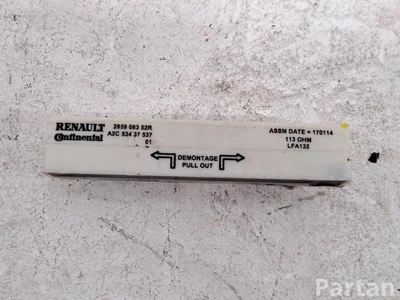 RENAULT 2859 063 52R
Continental A2C 534 37 537
01
ASSM DATE = 170114
113 OHM
LFA132
DEMONTAGE
PULL OUT
Partan